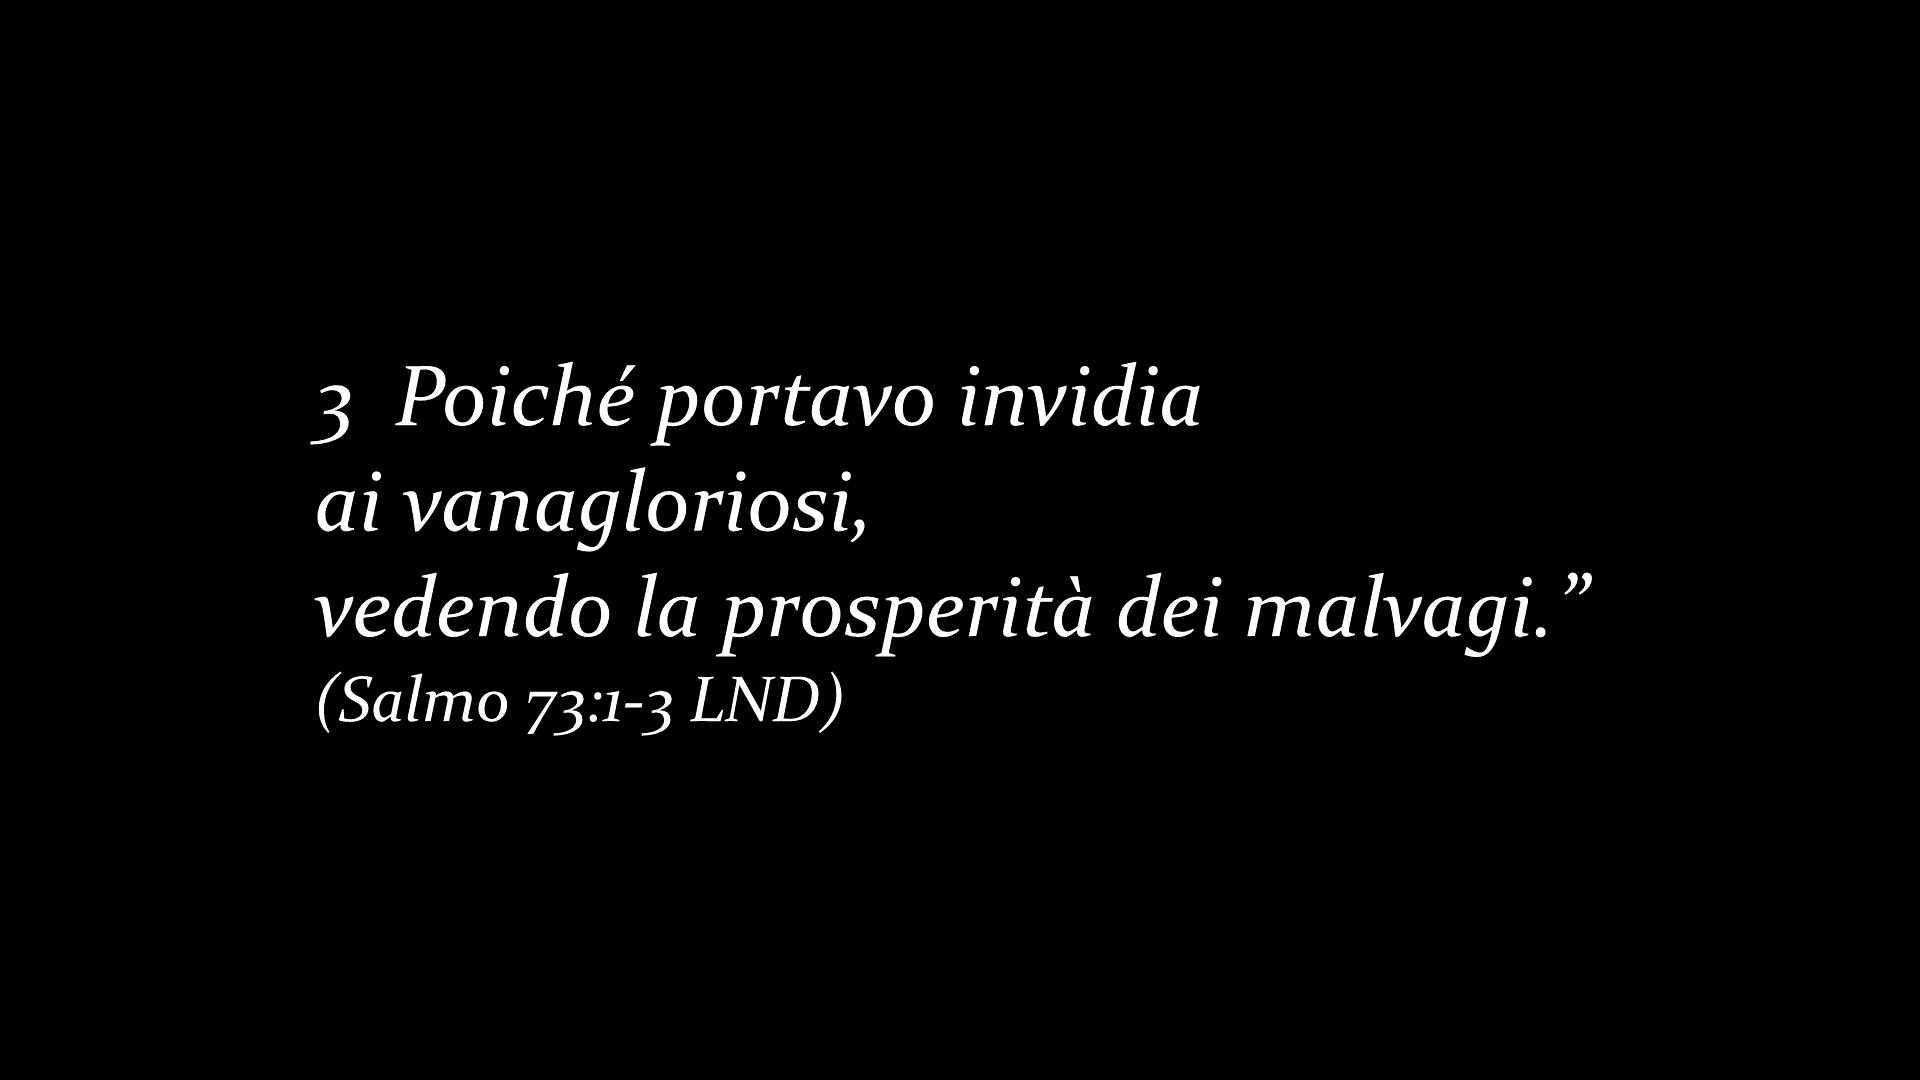 3  Poiché portavo invidia
ai vanagloriosi,
vedendo la prosperità dei malvagi.”
(Salmo 73:1-3 LND)